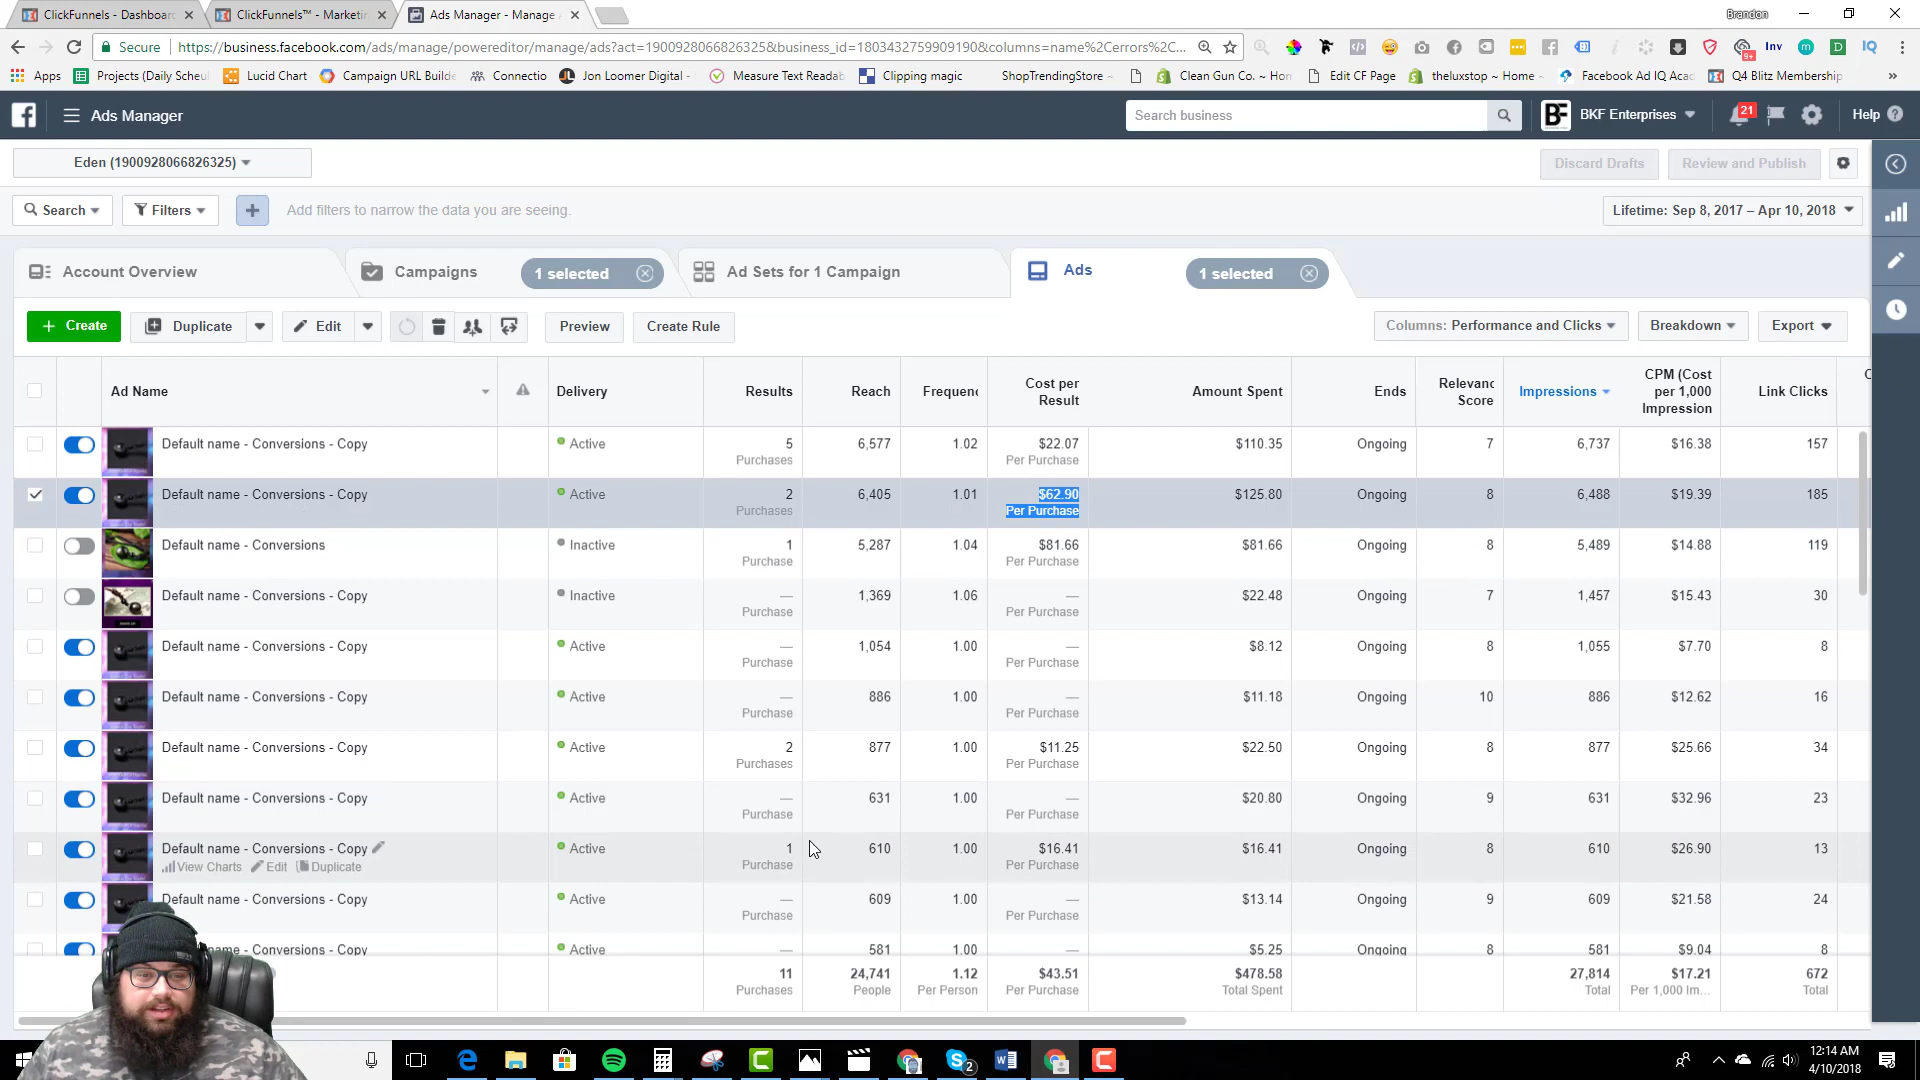 ClickFunnels - Dashboard
ClickFunnels™ - Marketin
Ads Manager - Manage A
Brandon
Secure
https://business.facebook.com/ads/manage/powereditor/manage/ads?act=1900928066826325&business_id=1803432759909190&columns=name%2Cerrors%2C...
Inv
9+
D
IQ
Apps
Projects (Daily Schedul
Lucid Chart
Campaign URL Builde
Connectio
Jon Loomer Digital -
Measure Text Readab
Clipping magic
ShopTrendingStore ~
Clean Gun Co. ~ Hon
Edit CF Page
theluxstop ~ Home ~
Facebook Ad IQ Acad
Q4 Blitz Membership
»
Ads Manager
Search business
BF
BKF Enterprises
21
Help
Eden (1900928066826325)
Discard Drafts
Review and Publish
Search
Filters
Add filters to narrow the data you are seeing.
Lifetime: Sep 8, 2017 – Apr 10, 2018
Account Overview
Campaigns
1 selected
Ad Sets for 1 Campaign
Ads
1 selected
+ Create
Duplicate
Edit
Preview
Create Rule
Columns: Performance and Clicks
Breakdown
Export
Ad Name
Delivery
Results
Reach
Frequenc
Cost per Result
Amount Spent
Ends
Relevanc Score
Impressions
CPM (Cost per 1,000 Impression
Link Clicks
C
Default name - Conversions - Copy Active 5 6,577 1.02 $22.07 $110.35 Ongoing 7 6,737 $16.38 157
Purchases Per Purchase
Default name - Conversions - Copy Active 2 6,405 1.01 $62.90 $125.80 Ongoing 8 6,488 $19.39 185
Purchases Per Purchase
Default name - Conversions Inactive 1 5,287 1.04 $81.66 $81.66 Ongoing 8 5,489 $14.88 119
Purchase Per Purchase
Default name - Conversions - Copy Inactive — 1,369 1.06 — $22.48 Ongoing 7 1,457 $15.43 30
Purchase Per Purchase
Default name - Conversions - Copy Active — 1,054 1.00 — $8.12 Ongoing 8 1,055 $7.70 8
Purchase Per Purchase
Default name - Conversions - Copy Active — 886 1.00 — $11.18 Ongoing 10 886 $12.62 16
Purchase Per Purchase
Default name - Conversions - Copy Active 2 877 1.00 $11.25 $22.50 Ongoing 8 877 $25.66 34
Purchases Per Purchase
Default name - Conversions - Copy Active — 631 1.00 — $20.80 Ongoing 9 631 $32.96 23
Purchase Per Purchase
Default name - Conversions - Copy Active 1 610 1.00 $16.41 $16.41 Ongoing 8 610 $26.90 13
View Charts Edit Duplicate Purchase Per Purchase
Default name - Conversions - Copy Active — 609 1.00 — $13.14 Ongoing 9 609 $21.58 24
Purchase Per Purchase
name - Conversions - Copy Active — 581 1.00 — $5.25 Ongoing 8 581 $9.04 8
11 24,741 1.12 $43.51 $478.58 27,814 $17.21 672
Purchases People Per Person Per Purchase Total Spent Total Per 1,000 Im... Total
2
12:14 AM
4/10/2018